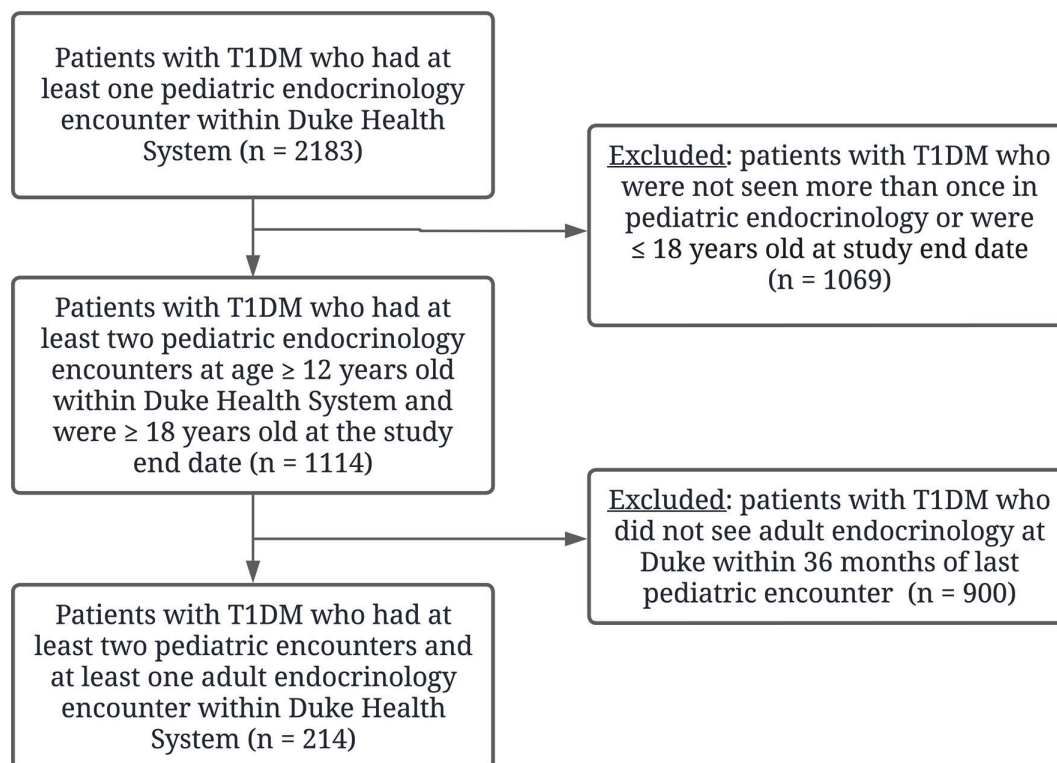 Patients with T1DM who had at
least one pediatric endocrinology
encounter within Duke Health
System (n = 2183)
Excluded: patients with T1DM who
were not seen more than once in
pediatric endocrinology or were
≤ 18 years old at study end date
(n = 1069)
Patients with T1DM who had at
least two pediatric endocrinology
encounters at age ≥ 12 years old
within Duke Health System and
were ≥ 18 years old at the study
end date (n = 1114)
Excluded: patients with T1DM who
did not see adult endocrinology at
Duke within 36 months of last
pediatric encounter (n = 900)
Patients with T1DM who had at
least two pediatric encounters and
at least one adult endocrinology
encounter within Duke Health
System (n = 214)